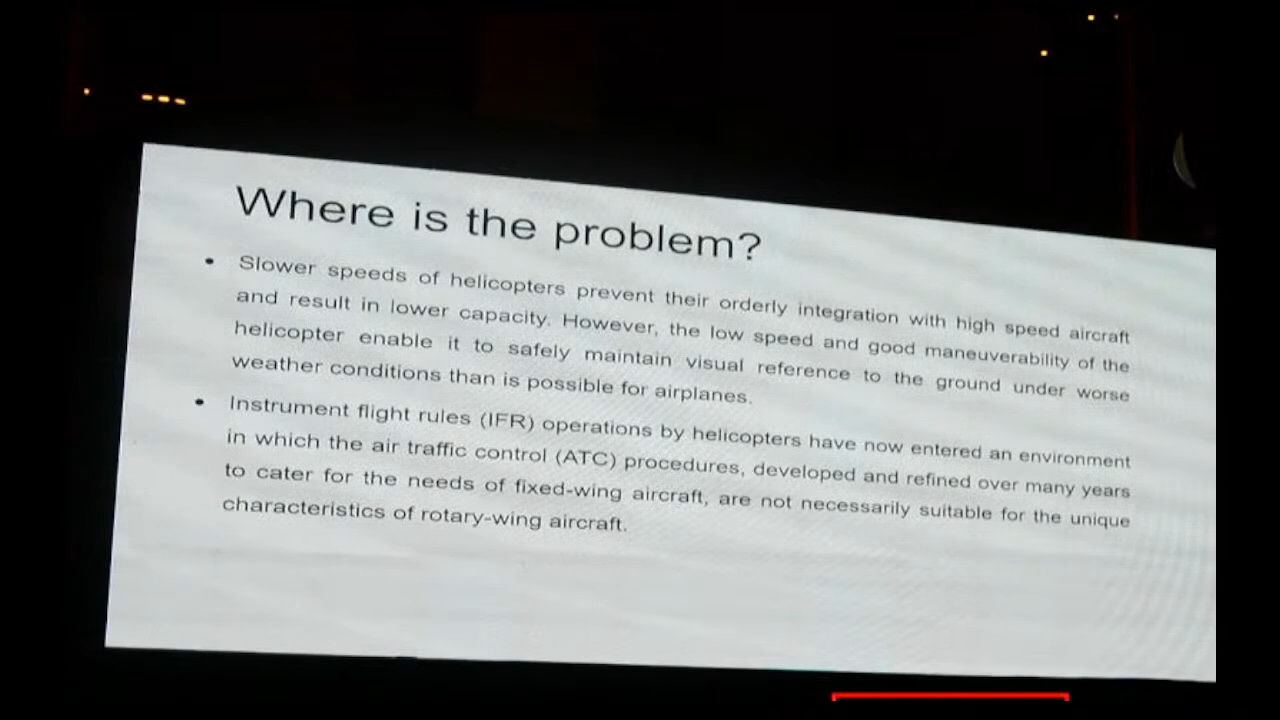 Where is the problem?
• Slower speeds of helicopters prevent their orderly integration with high speed aircraft
and result in lower capacity. However, the low speed and good maneuverability of the
helicopter enable it to safely maintain visual reference to the ground under worse
weather conditions than is possible for airplanes.
• Instrument flight rules (IFR) operations by helicopters have now entered an environment
in which the air traffic control (ATC) procedures, developed and refined over many years
to cater for the needs of fixed-wing aircraft, are not necessarily suitable for the unique
characteristics of rotary-wing aircraft.